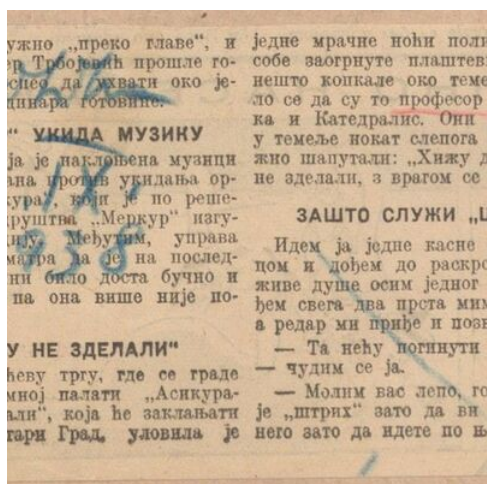 ужно „преко главе“, и
ер Трбојевић прошле го-
спео да ухвати око је-
динара готовине.
“ УКИДА МУЗИКУ
ја је наклоњена музици
ана против укидања ор-
кура“, који је по реше-
друштва „Меркур“ изгу-
Међутим, управа
матра да је на послед-
ни било доста бучно и
па она више није по-
У НЕ ЗДЕЛАЛИ“
ћеву тргу, где се граде
мној палати „Асикура-
али“, која ће заклањати
тари Град, уловила је
једне мрачне ноћи поли
собе заогрнуте плаштев
нешто копкале око теме
ло се да су то професор
ка и Катедралис. Они
у темеље нокат слепога
жно шапутали: „Хижу д
не зделали, з врагом се
ЗАШТО СЛУЖИ „Ш
Идем ја једне касне
цом и дођем до раскрс
живе душе осим једног
ђем свега два прста мим
а редар ми приђе и позв
— Та нећу погинути
— чудим се ја.
— Молим вас лепо, го
је „штрих“ зато да ви
него зато да идете по њ